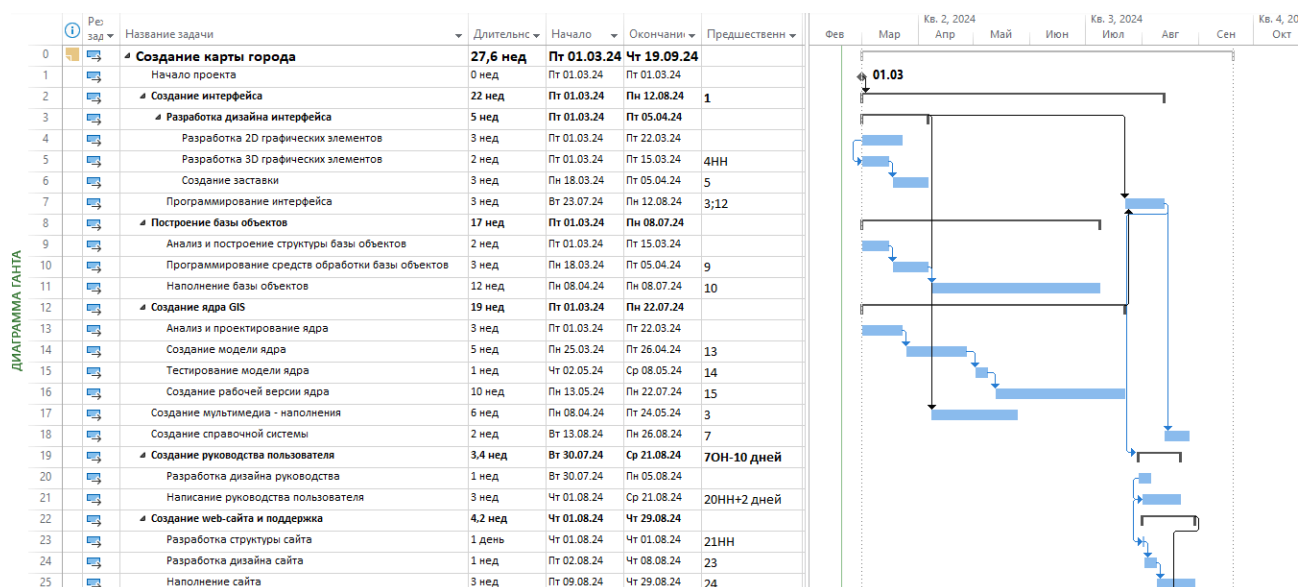 Кв. 2, 2024 Кв. 3, 2024 Кв. 4, 20
Реж
зад Название задачи Длительнс Начало Окончани Предшественн Фев Мар Апр Май Июн Июл Авг Сен Окт
0 Создание карты города 27,6 нед Пт 01.03.24 Чт 19.09.24
1 Начало проекта 0 нед Пт 01.03.24 Пт 01.03.24 01.03
2 Создание интерфейса 22 нед Пт 01.03.24 Пн 12.08.24 1
3 Разработка дизайна интерфейса 5 нед Пт 01.03.24 Пт 05.04.24
4 Разработка 2D графических элементов 3 нед Пт 01.03.24 Пт 22.03.24
5 Разработка 3D графических элементов 2 нед Пт 01.03.24 Пт 15.03.24 4НН
6 Создание заставки 3 нед Пн 18.03.24 Пт 05.04.24 5
7 Программирование интерфейса 3 нед Вт 23.07.24 Пн 12.08.24 3;12
8 Построение базы объектов 17 нед Пт 01.03.24 Пн 08.07.24
9 Анализ и построение структуры базы объектов 2 нед Пт 01.03.24 Пт 15.03.24
10 Программирование средств обработки базы объектов 3 нед Пн 18.03.24 Пт 05.04.24 9
11 Наполнение базы объектов 12 нед Пн 08.04.24 Пн 08.07.24 10
12 Создание ядра GIS 19 нед Пт 01.03.24 Пн 22.07.24
13 Анализ и проектирование ядра 3 нед Пт 01.03.24 Пт 22.03.24
14 Создание модели ядра 5 нед Пн 25.03.24 Пт 26.04.24 13
15 Тестирование модели ядра 1 нед Чт 02.05.24 Ср 08.05.24 14
16 Создание рабочей версии ядра 10 нед Пн 13.05.24 Пн 22.07.24 15
17 Создание мультимедиа - наполнения 6 нед Пн 08.04.24 Пт 24.05.24 3
18 Создание справочной системы 2 нед Вт 13.08.24 Пн 26.08.24 7
19 Создание руководства пользователя 3,4 нед Вт 30.07.24 Ср 21.08.24 7ОН-10 дней
20 Разработка дизайна руководства 1 нед Вт 30.07.24 Пн 05.08.24
21 Написание руководства пользователя 3 нед Чт 01.08.24 Ср 21.08.24 20НН+2 дней
22 Создание web-сайта и поддержка 4,2 нед Чт 01.08.24 Чт 29.08.24
23 Разработка структуры сайта 1 день Чт 01.08.24 Чт 01.08.24 21НН
24 Разработка дизайна сайта 1 нед Пт 02.08.24 Чт 08.08.24 23
25 Наполнение сайта 3 нед Пт 09.08.24 Чт 29.08.24 24
ДИАГРАММА ГАНТА